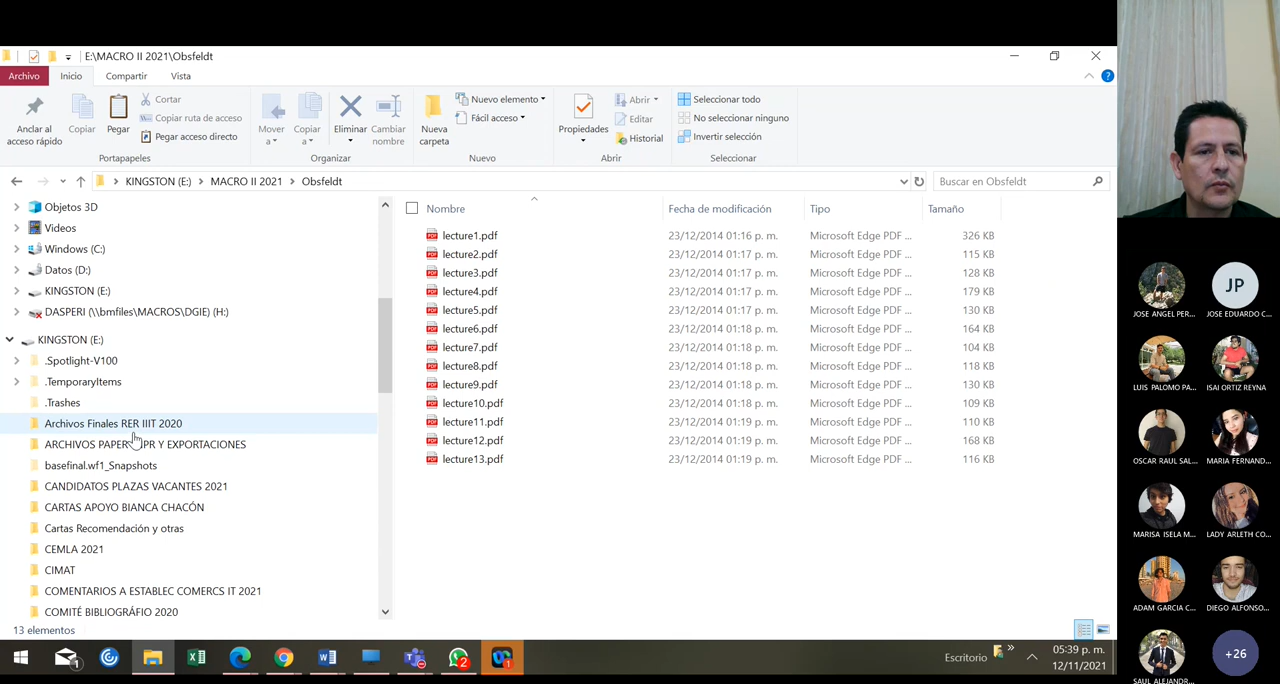 E:\MACRO II 2021\Obsfeldt
Archivo Inicio Compartir Vista
Anclar al acceso rápido
Copiar
Pegar
Cortar
Copiar ruta de acceso
Pegar acceso directo
Portapapeles
Mover a
Copiar a
Eliminar
Cambiar nombre
Organizar
Nueva carpeta
Nuevo elemento
Fácil acceso
Nuevo
Propiedades
Abrir
Editar
Historial
Abrir
Seleccionar todo
No seleccionar ninguno
Invertir selección
Seleccionar
KINGSTON (E:) MACRO II 2021 Obsfeldt
Buscar en Obsfeldt
Objetos 3D
Videos
Windows (C:)
Datos (D:)
KINGSTON (E:)
DASPERI (\\bmfiles\MACROS\DGIE) (H:)
KINGSTON (E:)
.Spotlight-V100
.TemporaryItems
.Trashes
Archivos Finales RER IIIT 2020
ARCHIVOS PAPER PR Y EXPORTACIONES
basefinal.wf1_Snapshots
CANDIDATOS PLAZAS VACANTES 2021
CARTAS APOYO BIANCA CHACÓN
Cartas Recomendación y otras
CEMLA 2021
CIMAT
COMENTARIOS A ESTABLEC COMERCS IT 2021
COMITÉ BIBLIOGRÁFIO 2020
Nombre Fecha de modificación Tipo Tamaño
lecture1.pdf 23/12/2014 01:16 p. m. Microsoft Edge PDF ... 326 KB
lecture2.pdf 23/12/2014 01:17 p. m. Microsoft Edge PDF ... 115 KB
lecture3.pdf 23/12/2014 01:17 p. m. Microsoft Edge PDF ... 128 KB
lecture4.pdf 23/12/2014 01:17 p. m. Microsoft Edge PDF ... 179 KB
lecture5.pdf 23/12/2014 01:17 p. m. Microsoft Edge PDF ... 130 KB
lecture6.pdf 23/12/2014 01:18 p. m. Microsoft Edge PDF ... 164 KB
lecture7.pdf 23/12/2014 01:18 p. m. Microsoft Edge PDF ... 104 KB
lecture8.pdf 23/12/2014 01:18 p. m. Microsoft Edge PDF ... 118 KB
lecture9.pdf 23/12/2014 01:18 p. m. Microsoft Edge PDF ... 130 KB
lecture10.pdf 23/12/2014 01:18 p. m. Microsoft Edge PDF ... 109 KB
lecture11.pdf 23/12/2014 01:19 p. m. Microsoft Edge PDF ... 110 KB
lecture12.pdf 23/12/2014 01:19 p. m. Microsoft Edge PDF ... 168 KB
lecture13.pdf 23/12/2014 01:19 p. m. Microsoft Edge PDF ... 116 KB
13 elementos
Escritorio
05:39 p. m.
12/11/2021
JP
JOSE ANGEL PER... JOSE EDUARDO C...
LUIS PALOMO PA... ISAI ORTIZ REYNA
OSCAR RAUL SAL... MARIA FERNAND...
MARISA ISELA M... LADY ARLETH CO...
ADAM GARCIA C... DIEGO ALFONSO...
SAUL ALEJANDR...
+26